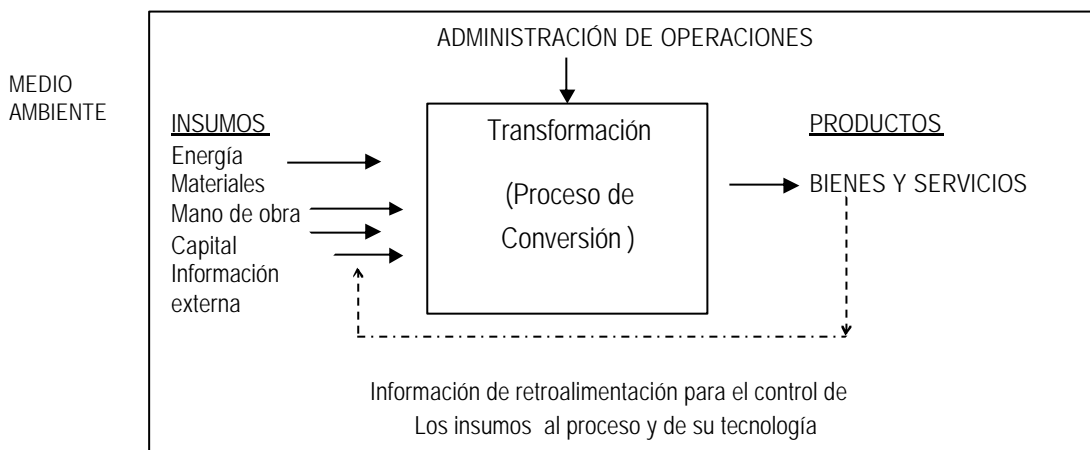 ADMINISTRACIÓN DE OPERACIONES
MEDIO
AMBIENTE
INSUMOS
Energía
Materiales
Mano de obra
Capital
Información
externa
Transformación
(Proceso de
Conversión )
PRODUCTOS
BIENES Y SERVICIOS
Información de retroalimentación para el control de
Los insumos al proceso y de su tecnología